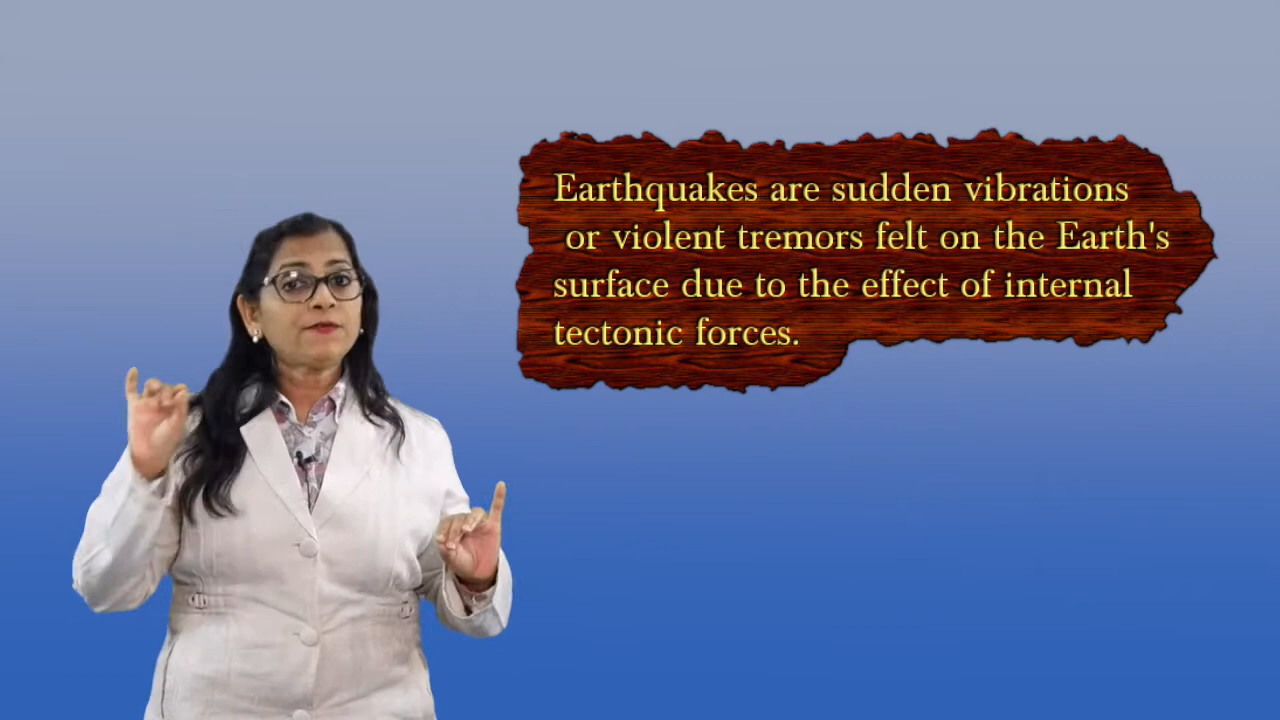 Earthquakes are sudden vibrations
or violent tremors felt on the Earth's
surface due to the effect of internal
tectonic forces.